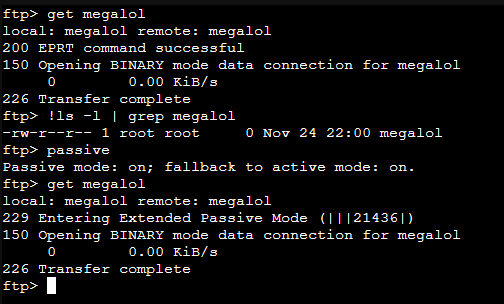 ftp> get megalol
local: megalol remote: megalol
200 EPRT command successful
150 Opening BINARY mode data connection for megalol
     0        0.00 KiB/s
226 Transfer complete
ftp> !ls -l | grep megalol
-rw-r--r-- 1 root root     0 Nov 24 22:00 megalol
ftp> passive
Passive mode: on; fallback to active mode: on.
ftp> get megalol
local: megalol remote: megalol
229 Entering Extended Passive Mode (|||21436|)
150 Opening BINARY mode data connection for megalol
     0        0.00 KiB/s
226 Transfer complete
ftp>